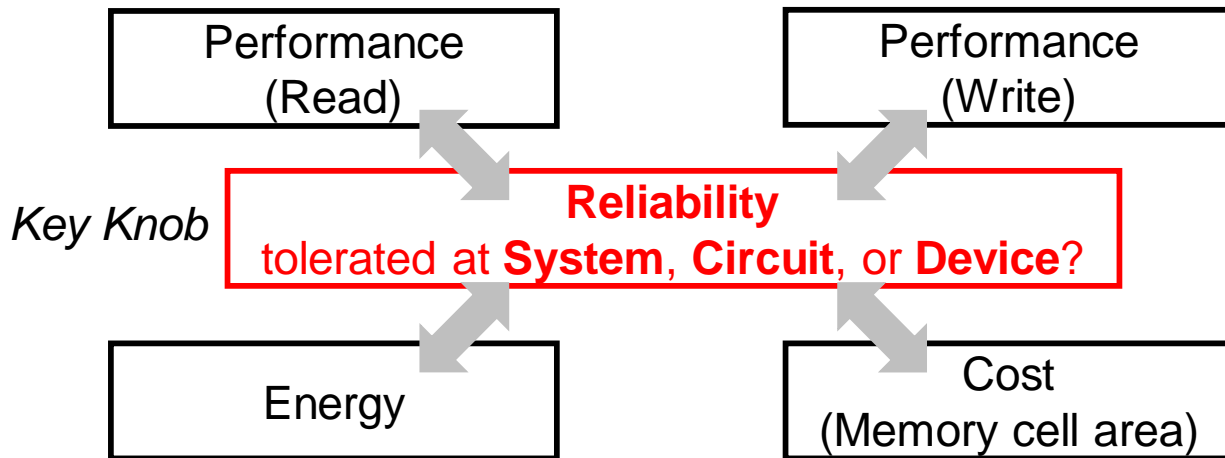 Performance
(Read)
Performance
(Write)
Key Knob
Reliability
tolerated at System, Circuit, or Device?
Energy
Cost
(Memory cell area)